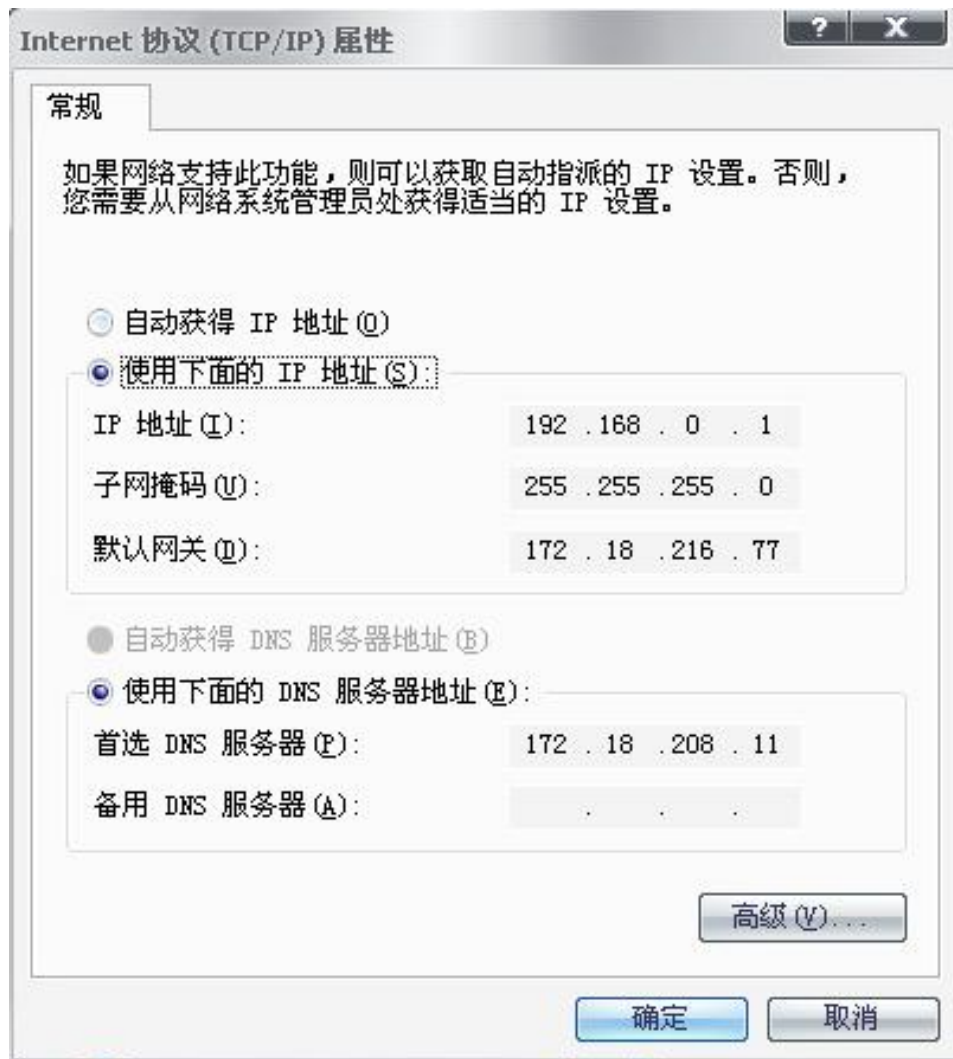 Internet 协议 (TCP/IP) 属性
? X
常规
如果网络支持此功能，则可以获取自动指派的 IP 设置。否则，
您需要从网络系统管理员处获得适当的 IP 设置。
自动获得 IP 地址(O)
使用下面的 IP 地址(S):
IP 地址(I): 192 .168 . 0 . 1
子网掩码(U): 255 .255 .255 . 0
默认网关(D): 172 . 18 .216 . 77
自动获得 DNS 服务器地址(B)
使用下面的 DNS 服务器地址(E):
首选 DNS 服务器(P): 172 . 18 .208 . 11
备用 DNS 服务器(A): . . .
高级(V)...
确定 取消